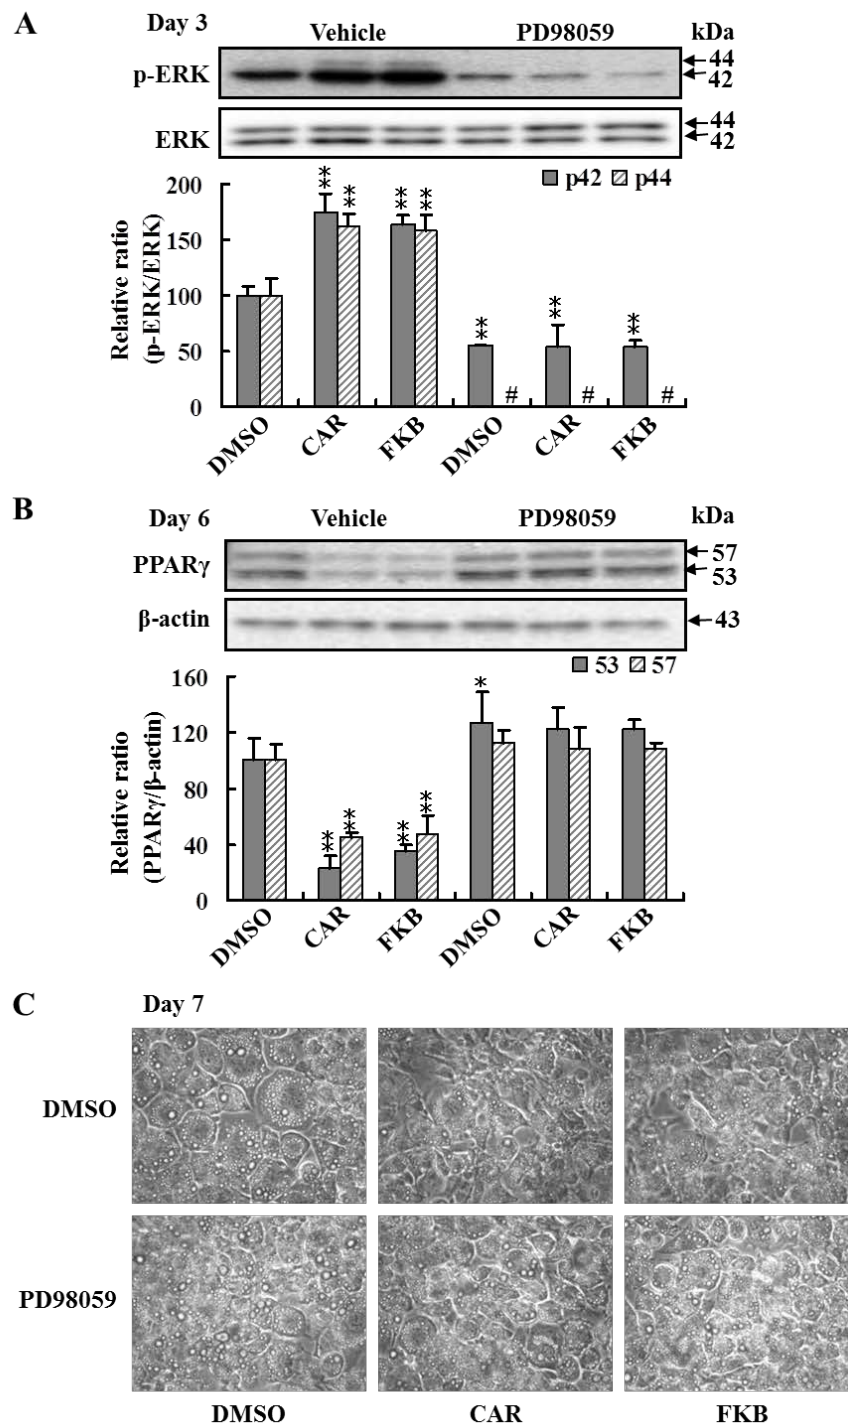 A
Day 3
Vehicle PD98059 kDa
p-ERK 44
42
ERK 44
42
p42 p44
Relative ratio
(p-ERK/ERK)
200
150
100
50
0
** ** ** ** ** # ** # ** #
DMSO CAR FKB DMSO CAR FKB
B
Day 6 Vehicle PD98059 kDa
PPARγ 57
53
β-actin 43
53 57
Relative ratio
(PPARγ/β-actin)
160
120
80
40
0
** ** ** ** *
DMSO CAR FKB DMSO CAR FKB
C
Day 7
DMSO
PD98059
DMSO CAR FKB